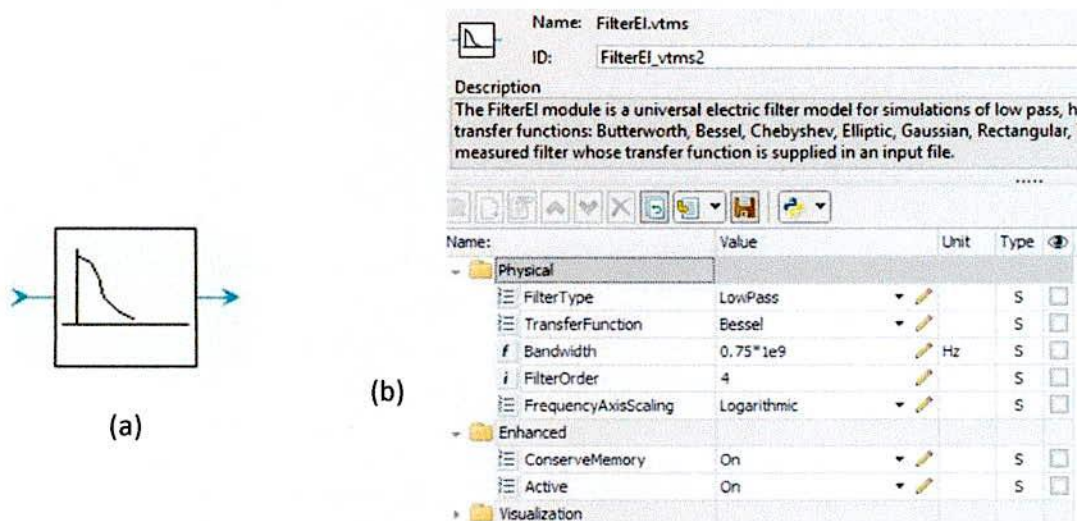 Name: FilterEl.vtms
ID: FilterEl_vtms2
Description
The FilterEl module is a universal electric filter model for simulations of low pass, h
transfer functions: Butterworth, Bessel, Chebyshev, Elliptic, Gaussian, Rectangular,
measured filter whose transfer function is supplied in an input file.
Name: Value Unit Type
Physical
FilterType LowPass S
TransferFunction Bessel S
f Bandwidth 0.75*1e9 Hz S
i FilterOrder 4 S
FrequencyAxisScaling Logarithmic S
Enhanced
ConserveMemory On S
Active On S
Visualization
(a)
(b)